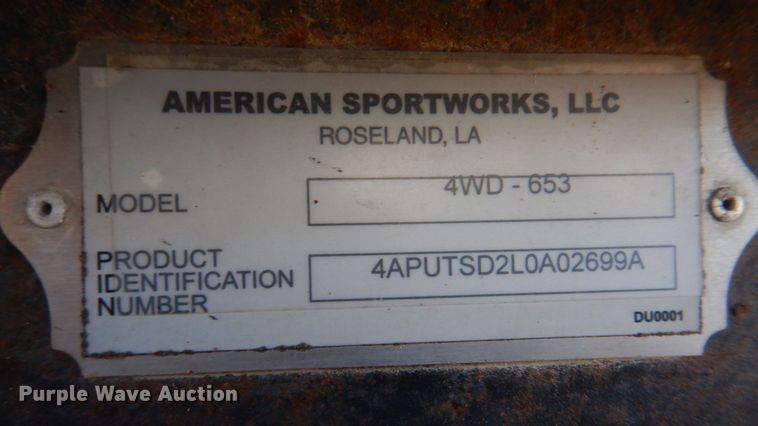 AMERICAN SPORTWORKS, LLC
ROSELAND, LA
MODEL
4WD - 653
PRODUCT
IDENTIFICATION
NUMBER
4APUTSD2L0A02699A
DU0001
Purple Wave Auction